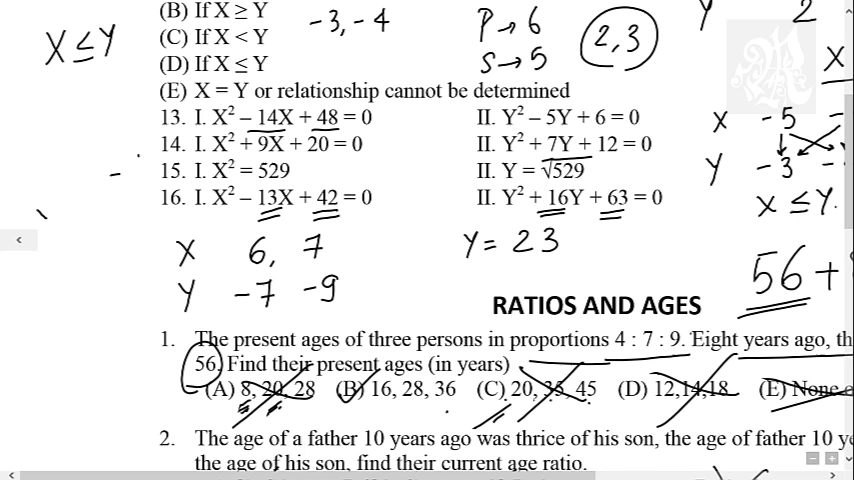 (B) If X ≥ Y
(C) If X < Y
(D) If X ≤ Y
(E) X = Y or relationship cannot be determined
X ≤ Y
-3, -4
P → 6
S → 5
2, 3
Y 2
X
13. I. X² – 14X + 48 = 0 II. Y² – 5Y + 6 = 0
14. I. X² + 9X + 20 = 0 II. Y² + 7Y + 12 = 0
15. I. X² = 529 II. Y = √529
16. I. X² – 13X + 42 = 0 II. Y² + 16Y + 63 = 0
X -5
Y -3
X ≤ Y.
X 6, 7
Y -7 -9
Y = 23
56 +
RATIOS AND AGES
1. The present ages of three persons in proportions 4 : 7 : 9. Eight years ago, th
56. Find their present ages (in years)
(A) 8, 20, 28 (B) 16, 28, 36 (C) 20, 35, 45 (D) 12,14,18 (E) None
2. The age of a father 10 years ago was thrice of his son, the age of father 10 y
the age of his son, find their current age ratio.